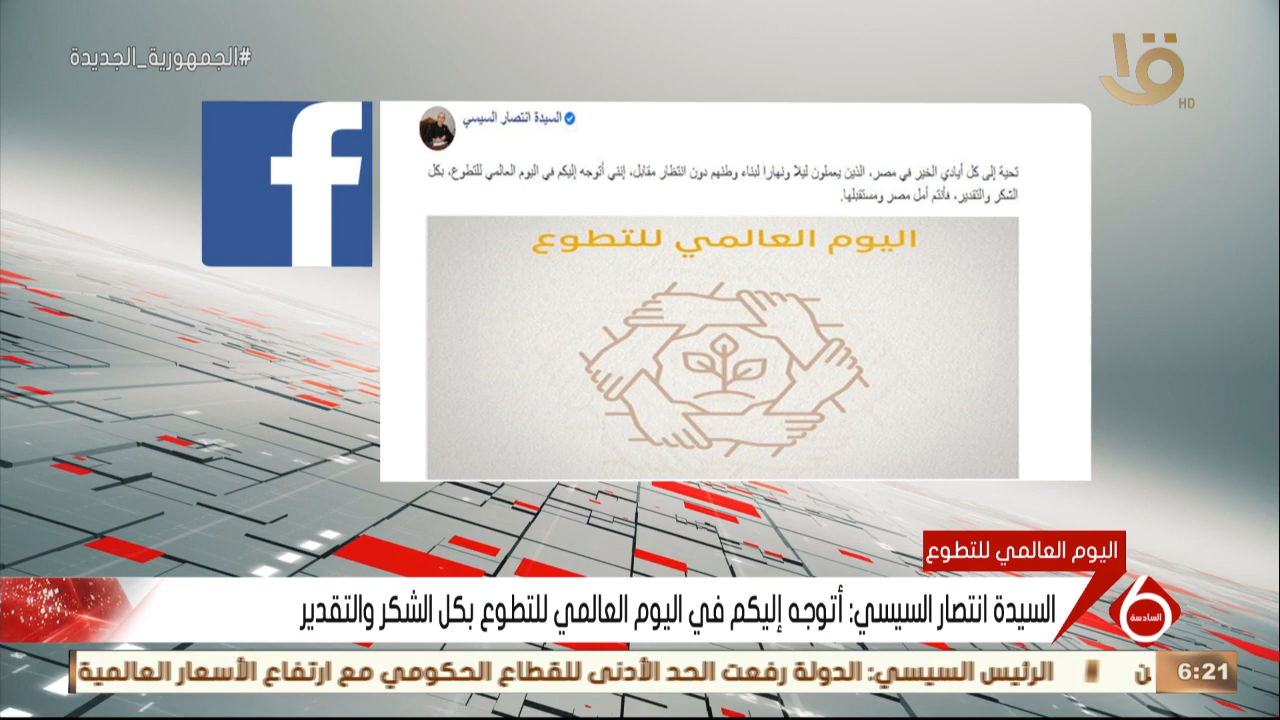 #الجمهورية_الجديدة
HD
السيدة انتصار السيسي
تحية إلى كل أيادي الخير في مصر، الذين يعملون ليلا ونهارا لبناء وطنهم دون انتظار مقابل، إنني أتوجه إليكم في اليوم العالمي للتطوع، بكل
الشكر والتقدير، فأنتم أمل مصر ومستقبلها.
اليوم العالمي للتطوع
اليوم العالمي للتطوع
السيدة انتصار السيسي: أتوجه إليكم في اليوم العالمي للتطوع بكل الشكر والتقدير
السادسة
6:21
الرئيس السيسي: الدولة رفعت الحد الأدنى للقطاع الحكومي مع ارتفاع الأسعار العالمية